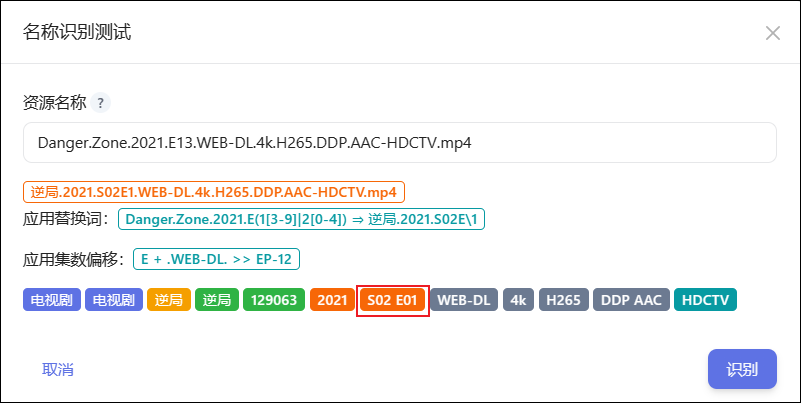 名称识别测试
资源名称 ?
Danger.Zone.2021.E13.WEB-DL.4k.H265.DDP.AAC-HDCTV.mp4
逆局.2021.S02E1.WEB-DL.4k.H265.DDP.AAC-HDCTV.mp4
应用替换词： Danger.Zone.2021.E(1[3-9]|2[0-4]) ⇒ 逆局.2021.S02E\1
应用集数偏移： E + .WEB-DL. >> EP-12
电视剧 电视剧 逆局 逆局 129063 2021 S02 E01 WEB-DL 4k H265 DDP AAC HDCTV
取消 识别